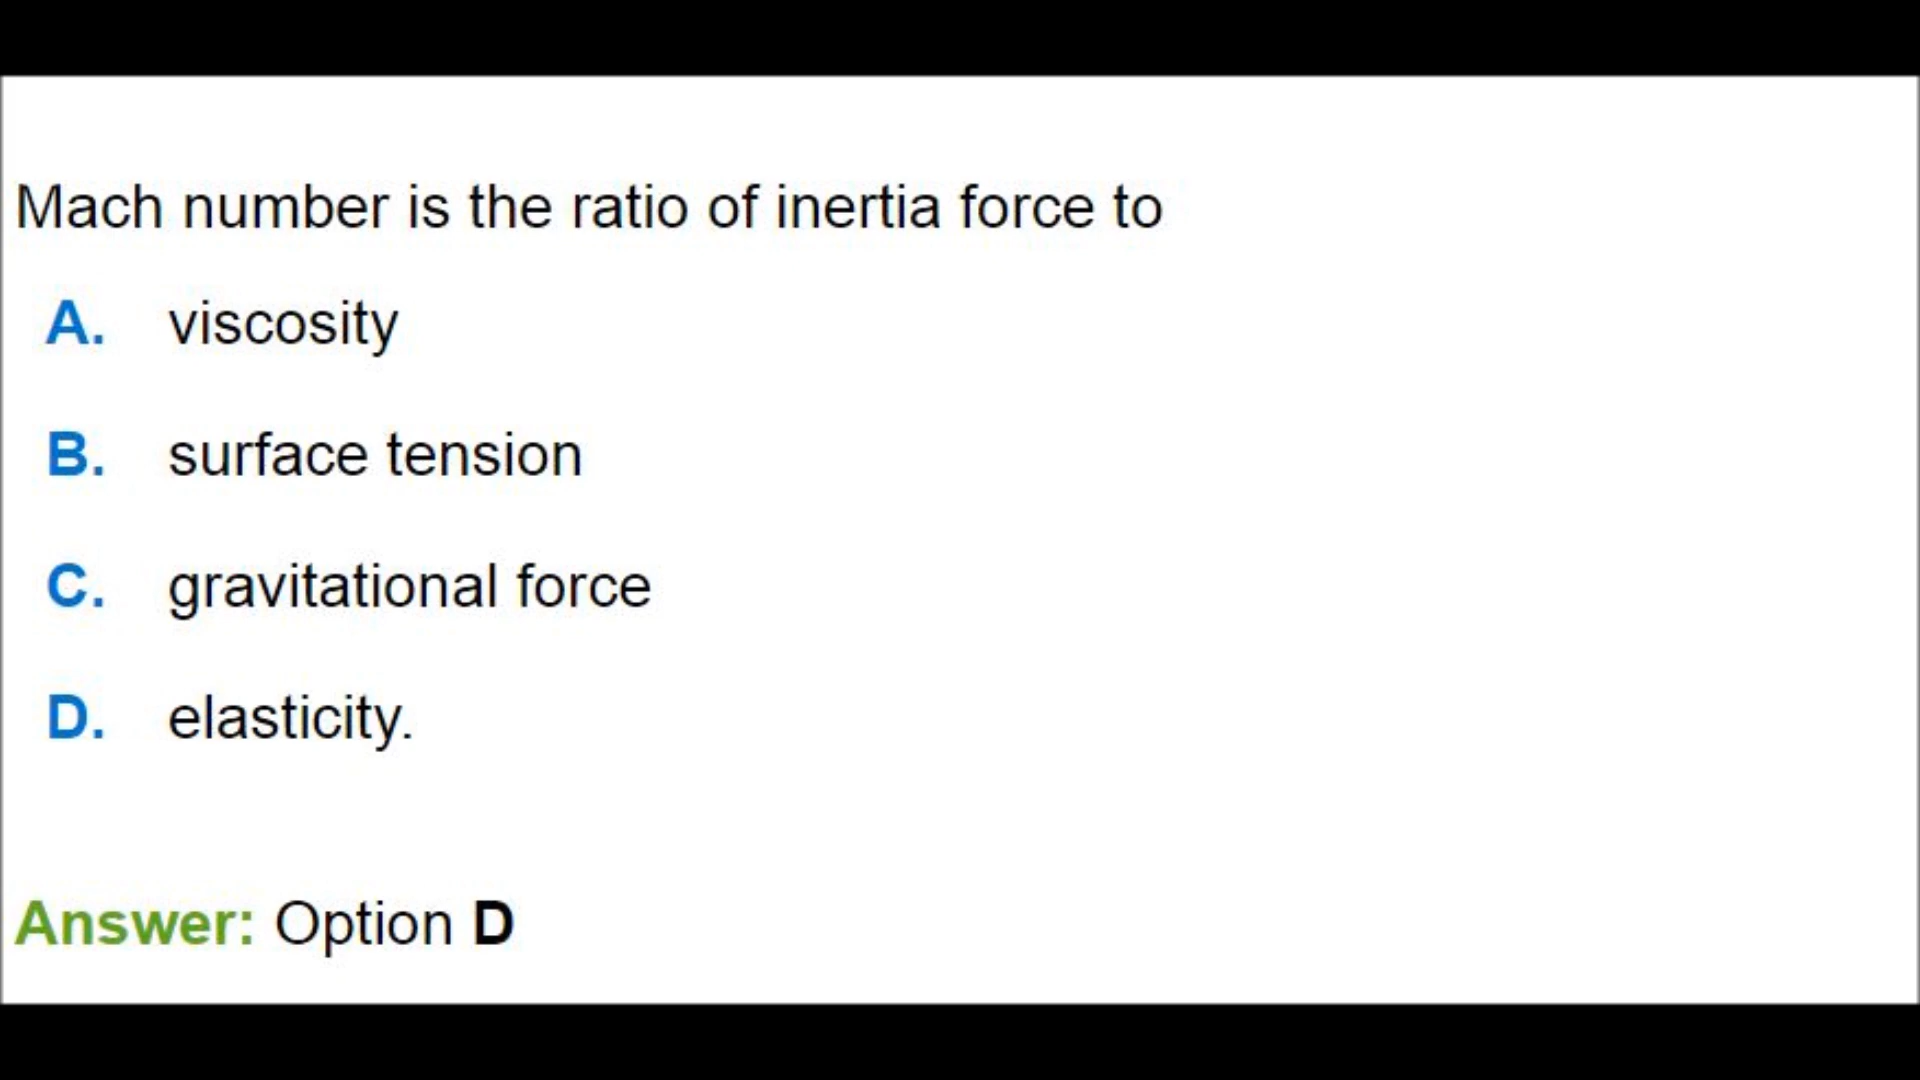 Mach number is the ratio of inertia force to
A. viscosity
B. surface tension
C. gravitational force
D. elasticity.
Answer: Option D